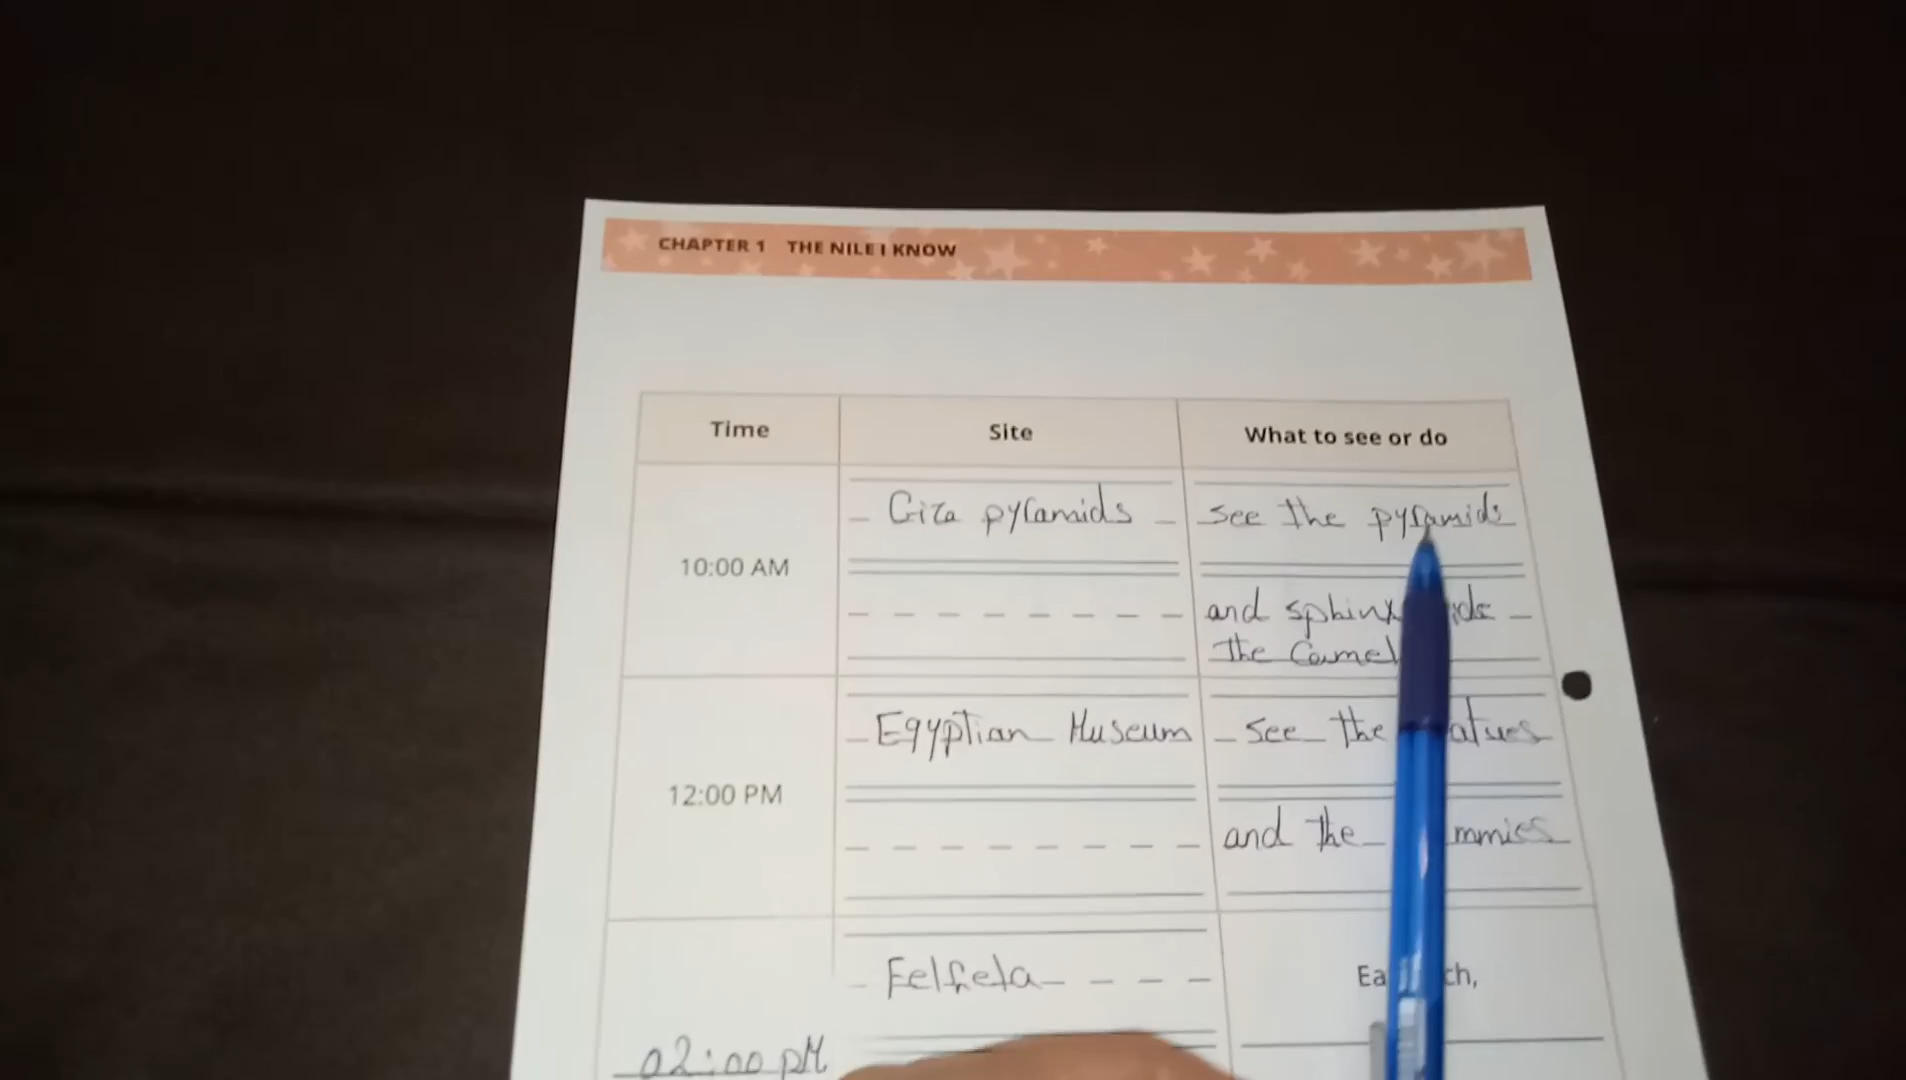 CHAPTER 1 THE NILE I KNOW
Time Site What to see or do
10:00 AM
Giza pyramids
see the pyramids
and sphinx
the Camel
12:00 PM
Egyptian Museum
see the
and the
02:00 PM
Felfela